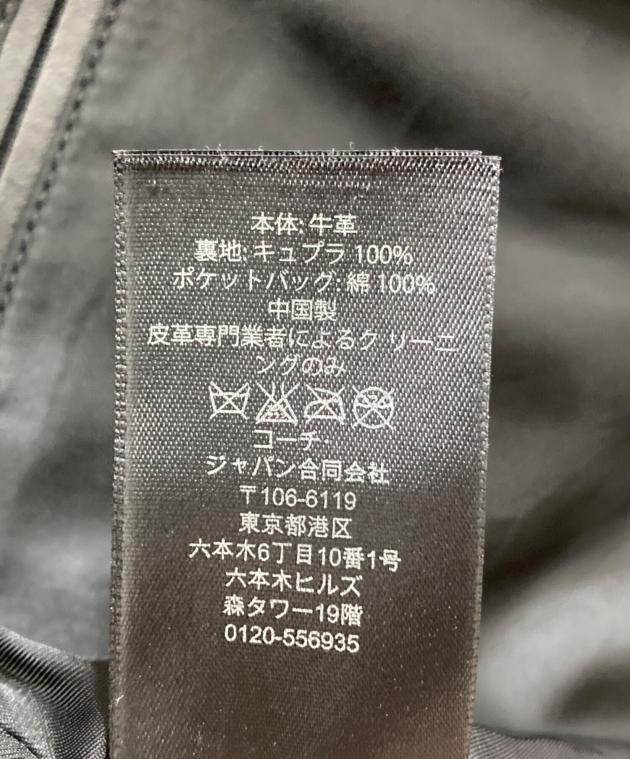 本体: 牛革
裏地: キュプラ 100%
ポケットバッグ: 綿 100%
中国製
皮革専門業者によるク リーニ
ングのみ
コーチ·
ジャパン合同会社
〒106-6119
東京都港区
六本木6丁目10番1号
六本木ヒルズ
森タワー19階
0120-556935